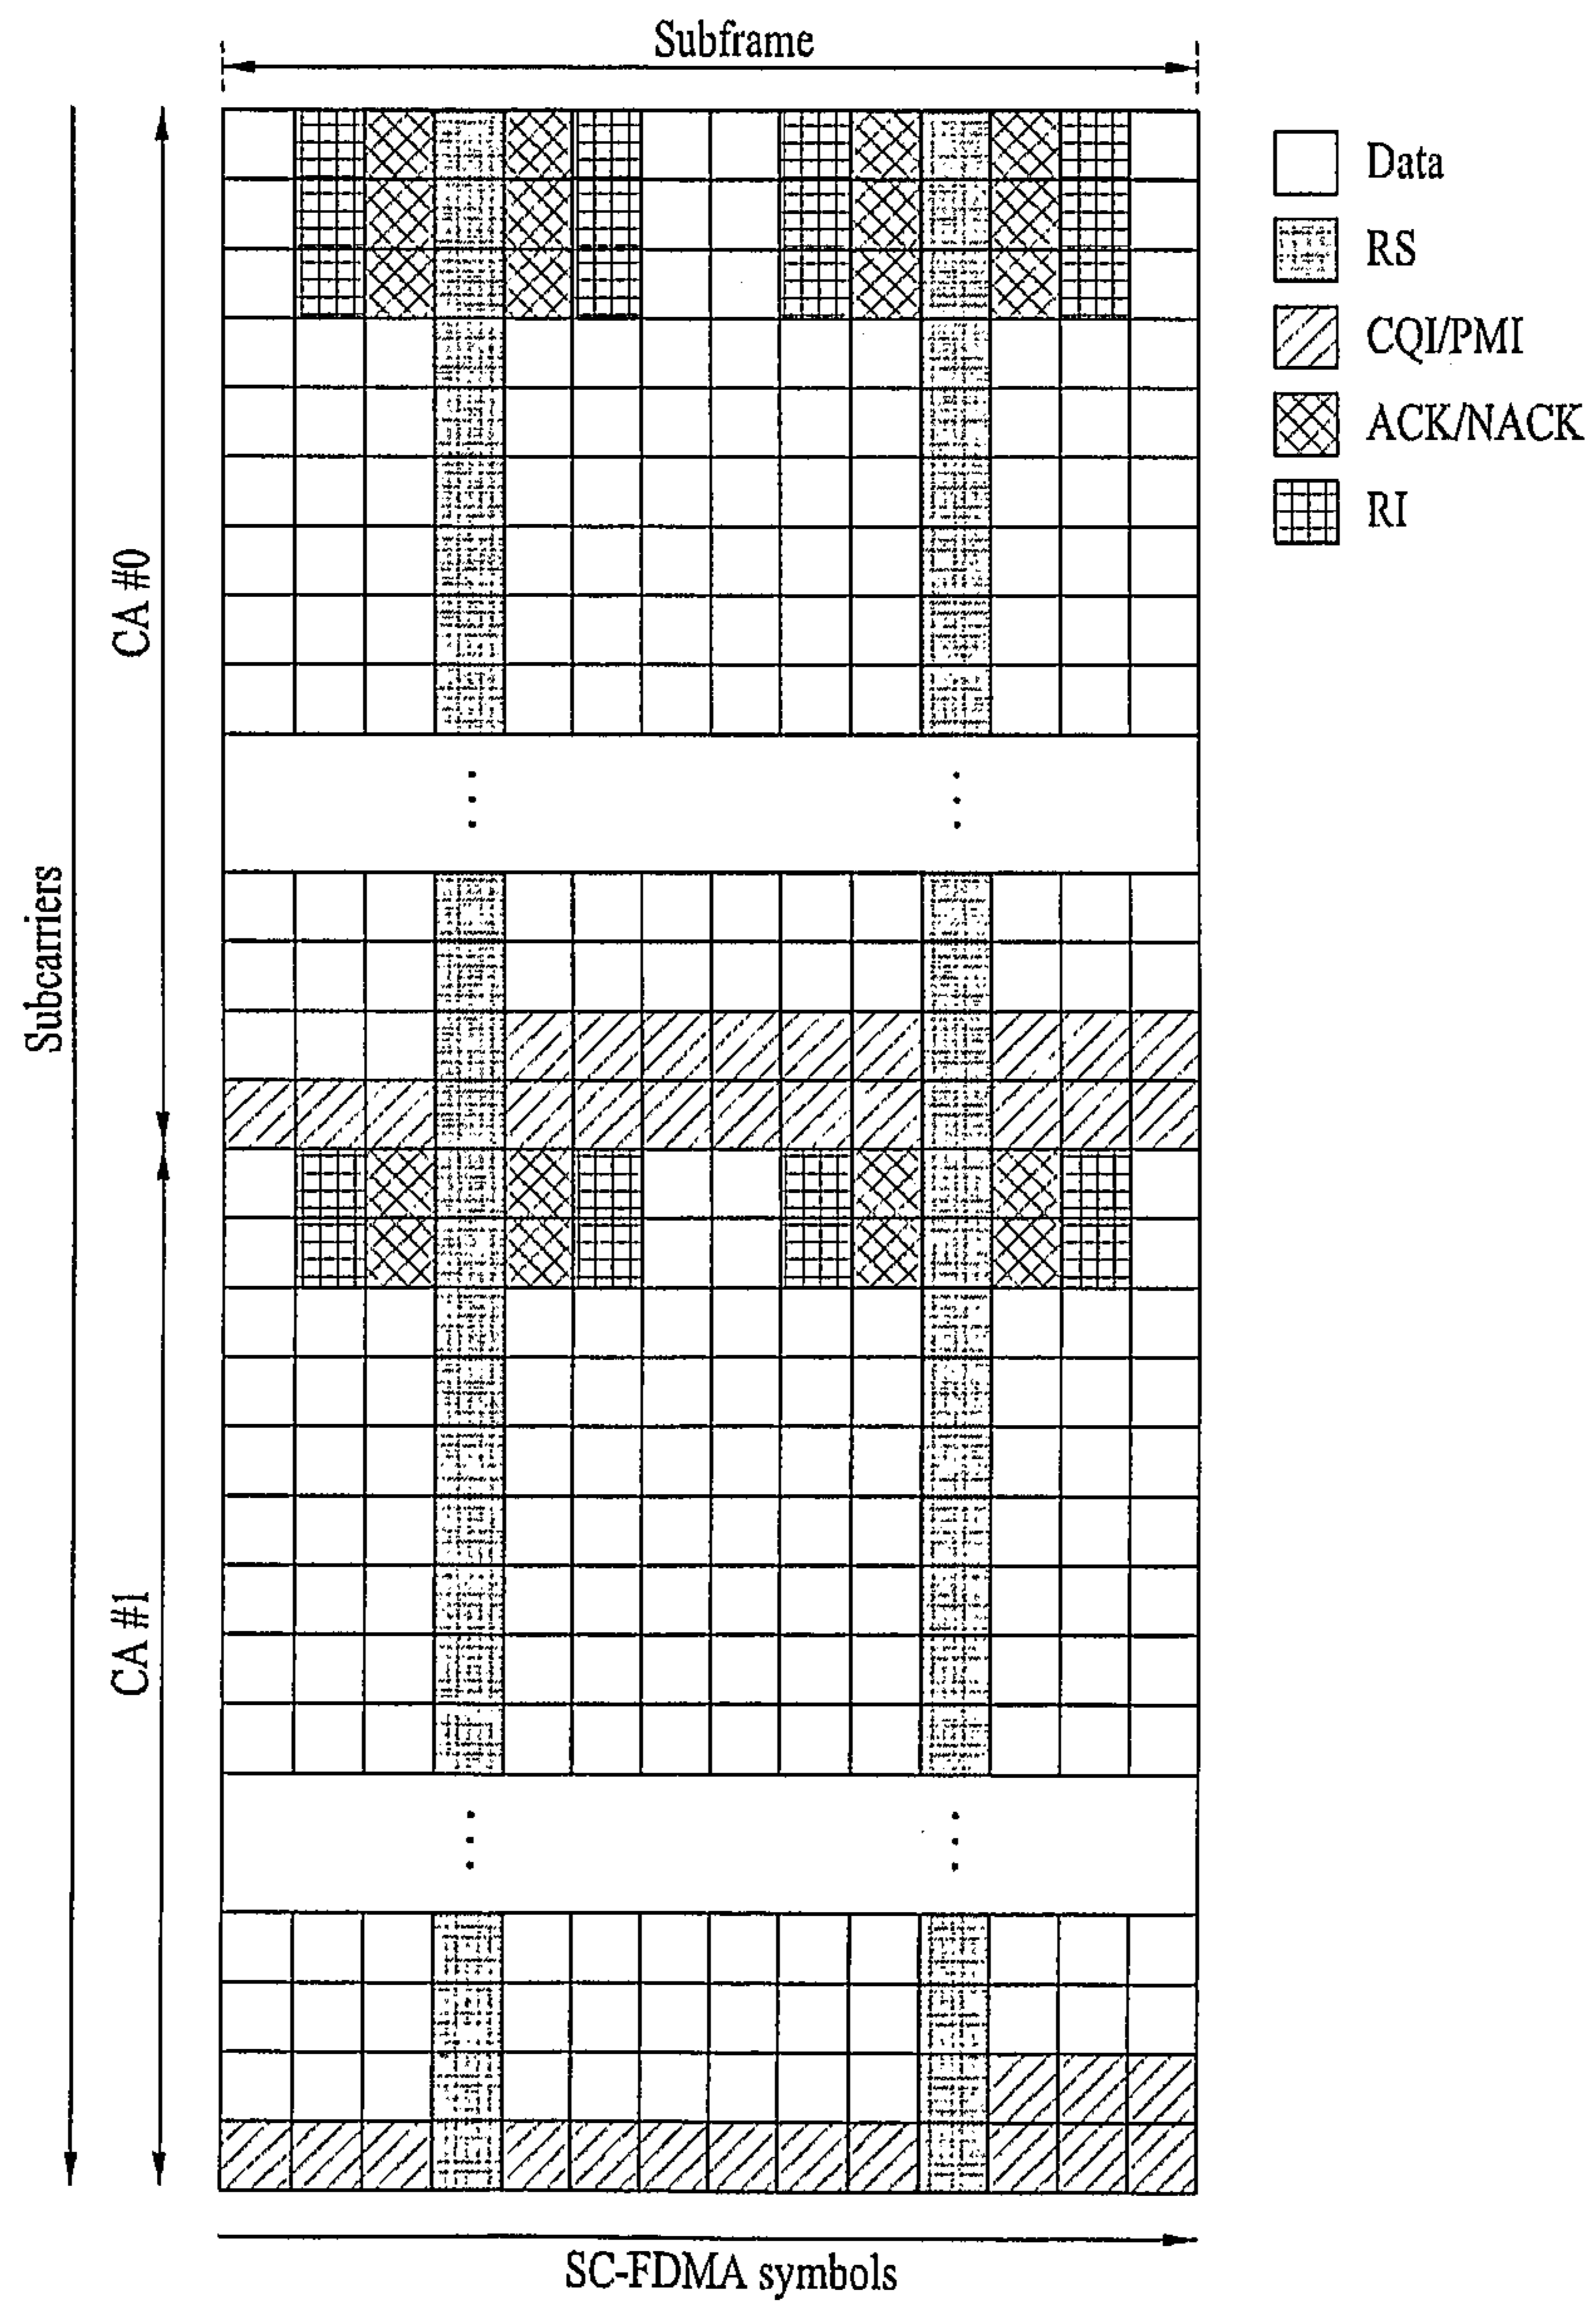 Subframe
Data
RS
CQI/PMI
ACK/NACK
RI
CA #0
Subcarriers
CA #1
SC-FDMA symbols